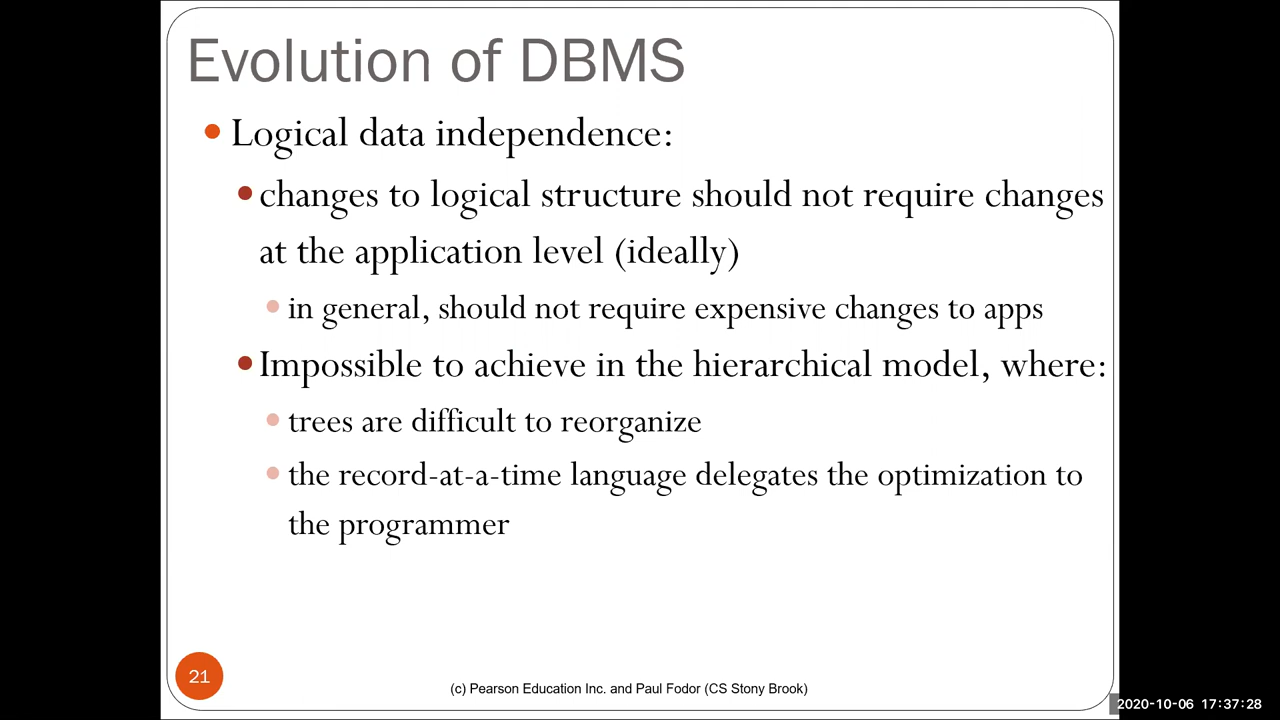 Evolution of DBMS
Logical data independence:
changes to logical structure should not require changes
at the application level (ideally)
in general, should not require expensive changes to apps
Impossible to achieve in the hierarchical model, where:
trees are difficult to reorganize
the record-at-a-time language delegates the optimization to
the programmer
21
(c) Pearson Education Inc. and Paul Fodor (CS Stony Brook)
2020-10-06 17:37:28